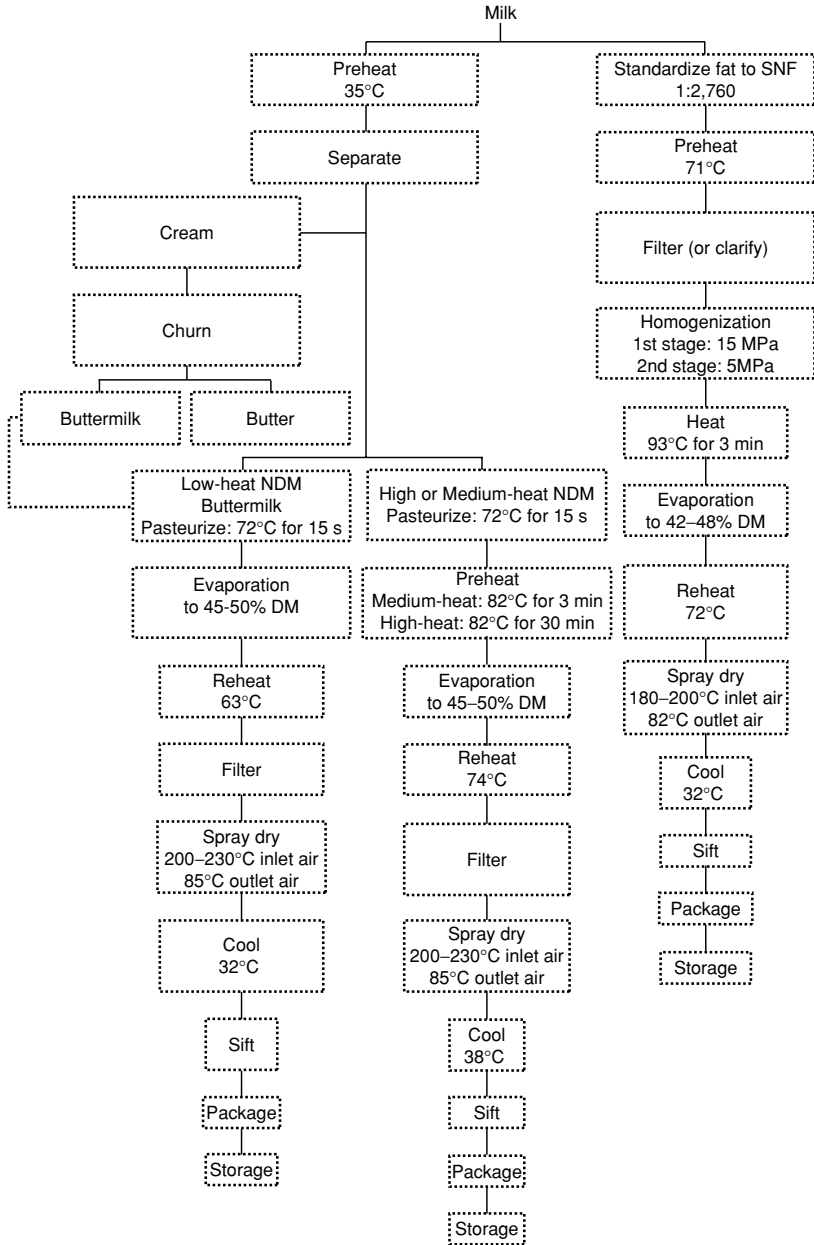 Milk
Preheat
35°C
Separate
Cream
Churn
Buttermilk
Butter
Low-heat NDM
Buttermilk
Pasteurize: 72°C for 15 s
Evaporation
to 45-50% DM
Reheat
63°C
Filter
Spray dry
200–230°C inlet air
85°C outlet air
Cool
32°C
Sift
Package
Storage
High or Medium-heat NDM
Pasteurize: 72°C for 15 s
Preheat
Medium-heat: 82°C for 3 min
High-heat: 82°C for 30 min
Evaporation
to 45–50% DM
Reheat
74°C
Filter
Spray dry
200–230°C inlet air
85°C outlet air
Cool
38°C
Sift
Package
Storage
Standardize fat to SNF
1:2,760
Preheat
71°C
Filter (or clarify)
Homogenization
1st stage: 15 MPa
2nd stage: 5MPa
Heat
93°C for 3 min
Evaporation
to 42–48% DM
Reheat
72°C
Spray dry
180–200°C inlet air
82°C outlet air
Cool
32°C
Sift
Package
Storage